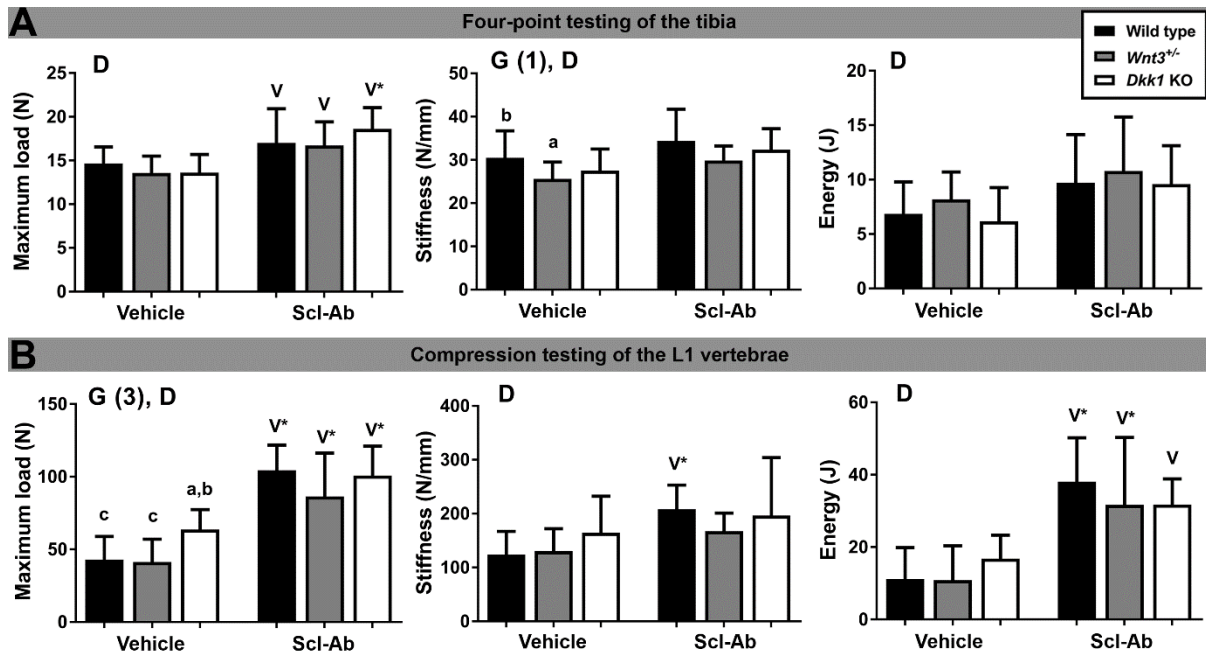 A
Four-point testing of the tibia
Wild type
Wnt3+/-
Dkk1 KO
D
Maximum load (N)
25
20
15
10
5
0
V
V
V*
Vehicle
Scl-Ab
G (1), D
Stiffness (N/mm)
50
40
30
20
10
0
b
a
Vehicle
Scl-Ab
D
Energy (J)
20
15
10
5
0
Vehicle
Scl-Ab
B
Compression testing of the L1 vertebrae
G (3), D
Maximum load (N)
150
100
50
0
c
c
a,b
V*
V*
V*
Vehicle
Scl-Ab
D
Stiffness (N/mm)
400
300
200
100
0
V*
Vehicle
Scl-Ab
D
Energy (J)
60
40
20
0
V*
V*
V
Vehicle
Scl-Ab